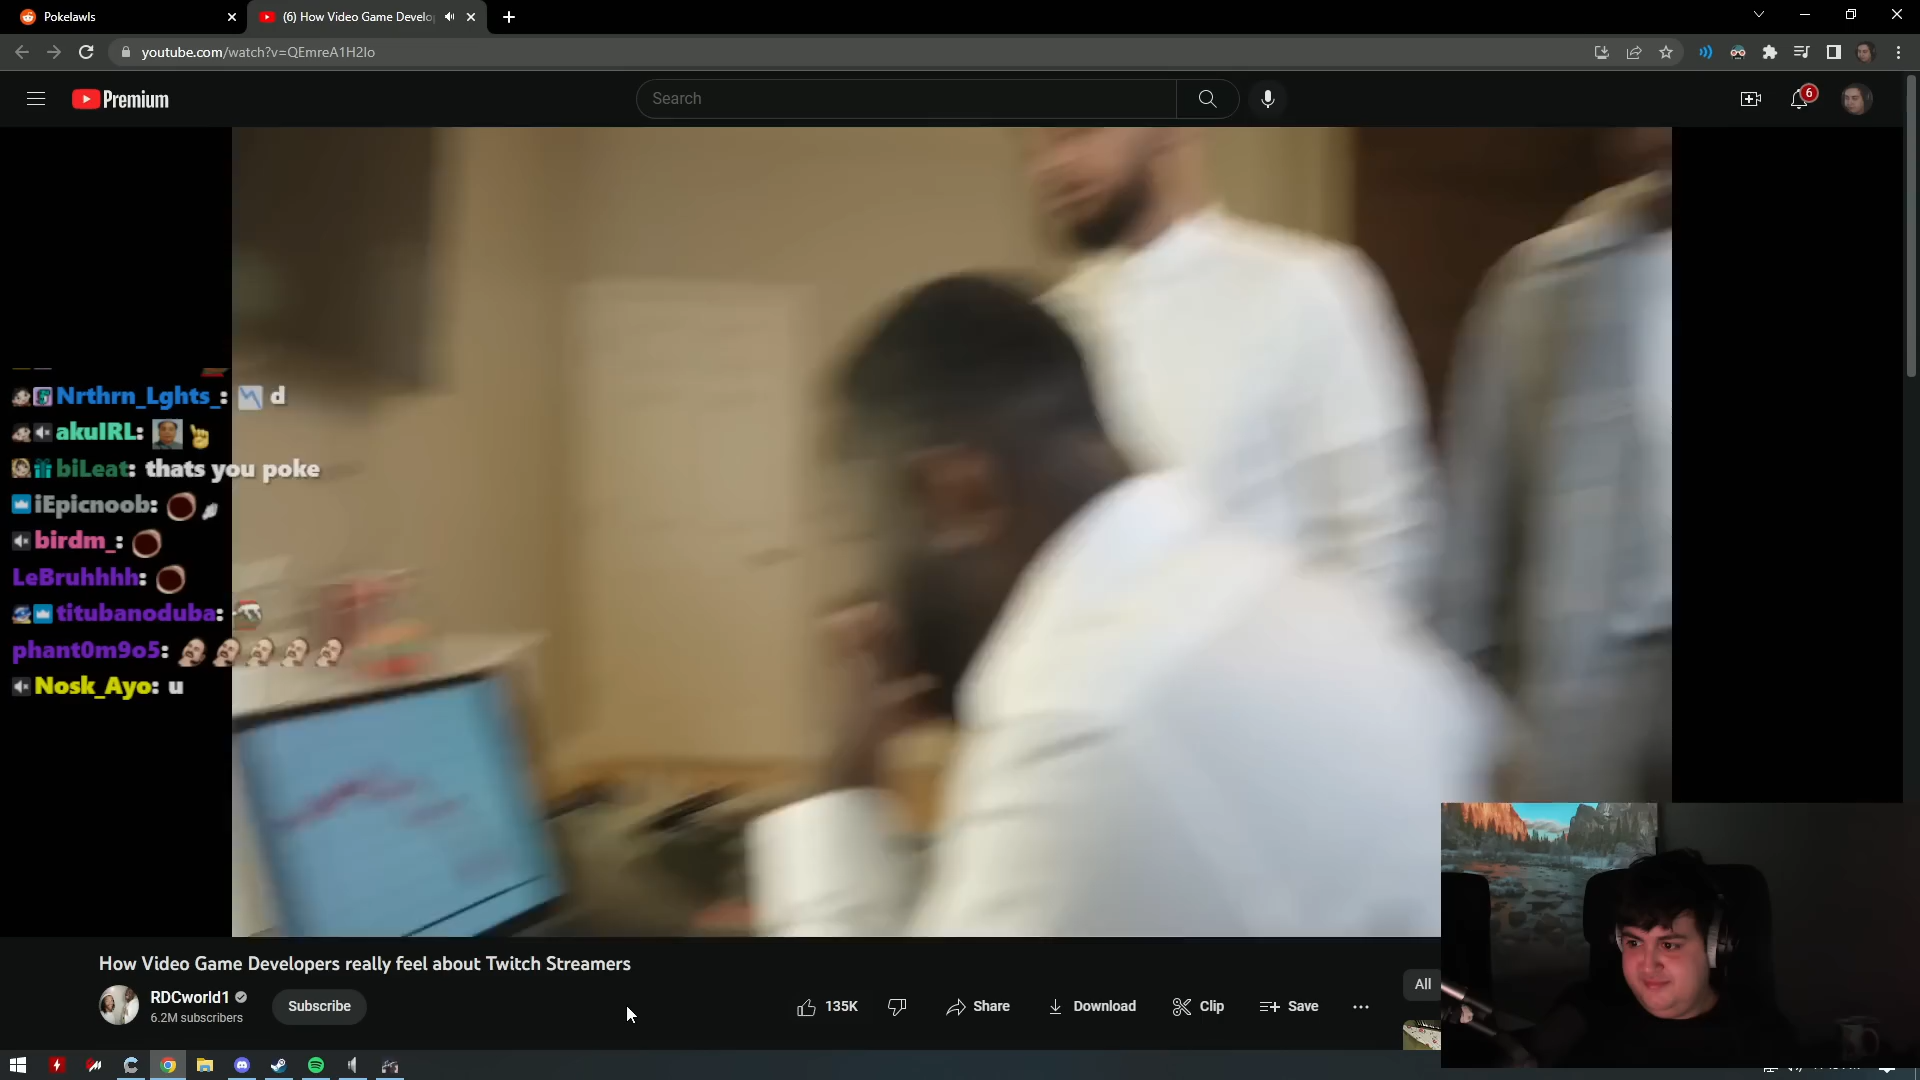 Pokelawls
(6) How Video Game Develo
youtube.com/watch?v=QEmreA1H2lo
Premium
Search
6
Nrthrn_Lghts_: d
akuIRL:
biLeat: thats you poke
iEpicnoob:
birdm_:
LeBruhhhh:
titubanoduba:
phant0m9o5:
Nosk_Ayo: u
How Video Game Developers really feel about Twitch Streamers
RDCworld1
6.2M subscribers
Subscribe
135K
Share
Download
Clip
Save
All